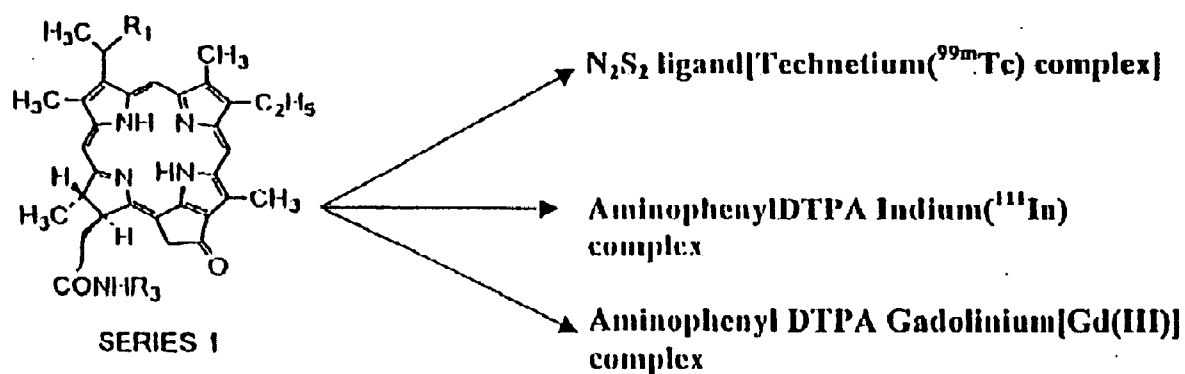 H₃C R₁
CH₃
H₃C
C₂H₅
NH N
N HN
H
H₃C
H
CH₃
O
CONHR₃
SERIES 1
N₂S₂ ligand[Technetium(⁹⁹ᵐTc) complex]
AminophenylDTPA Indium(¹¹¹In)
complex
Aminophenyl DTPA Gadolinium[Gd(III)]
complex